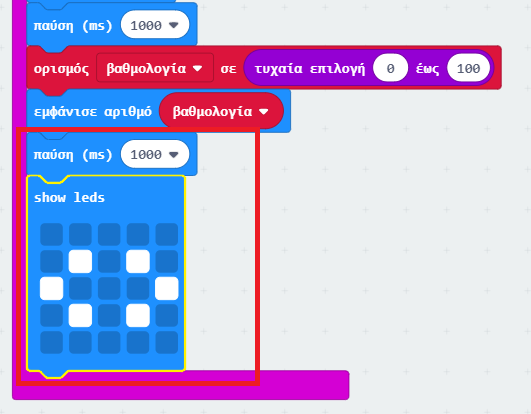 παύση (ms) 1000
ορισμός βαθμολογία σε τυχαία επιλογή 0 έως 100
εμφάνισε αριθμό βαθμολογία
παύση (ms) 1000
show leds